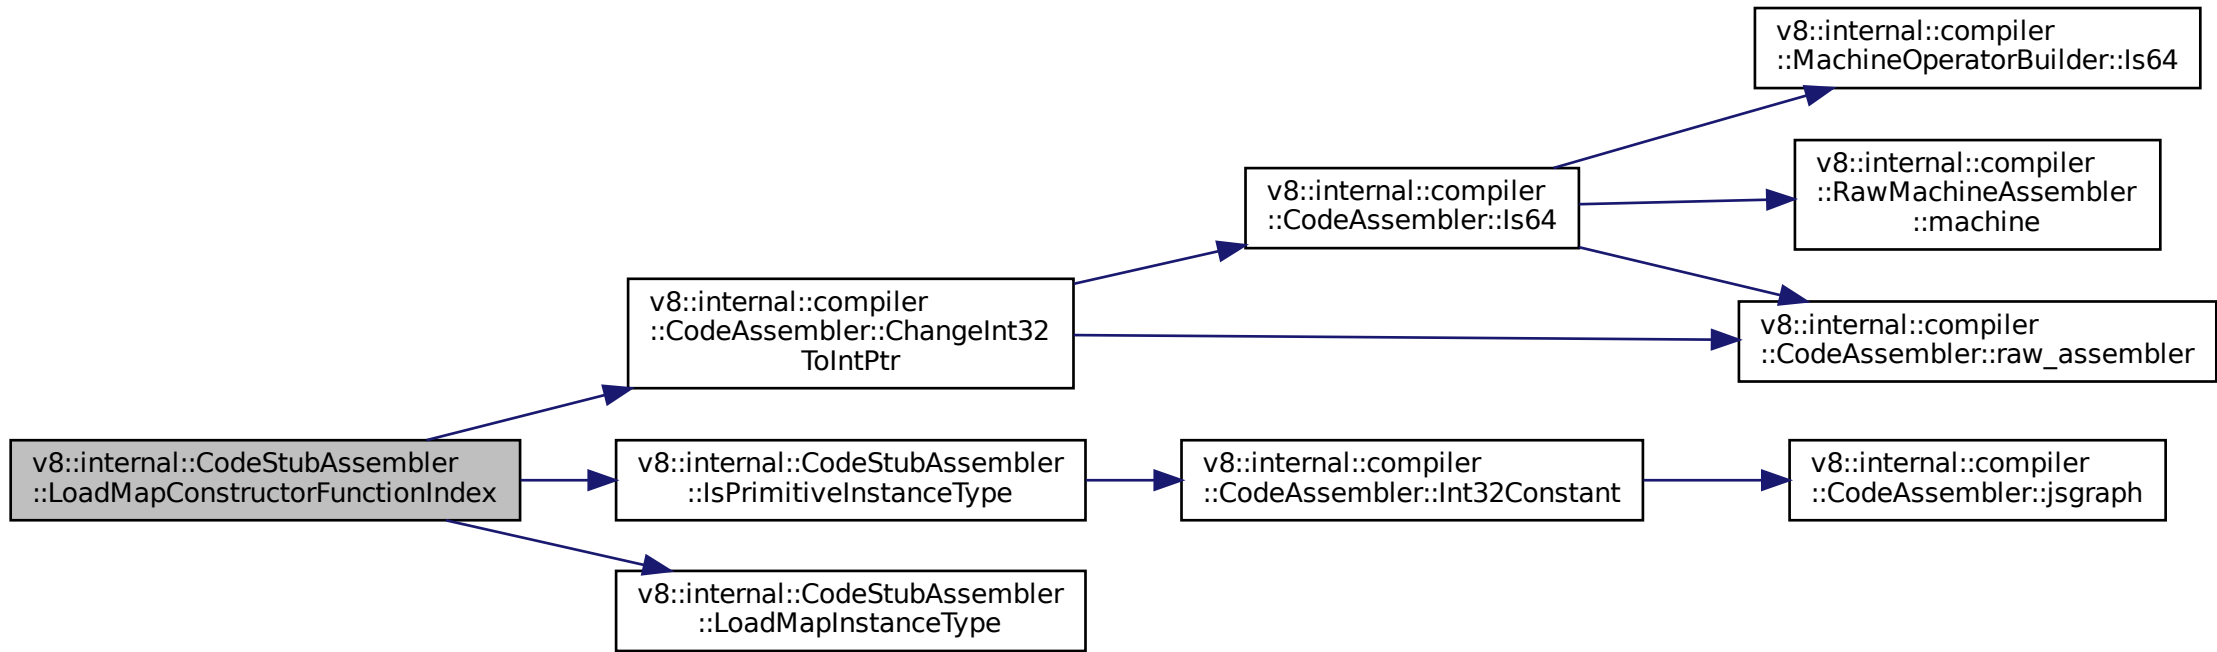 v8::internal::CodeStubAssembler
::LoadMapConstructorFunctionIndex
v8::internal::compiler
::CodeAssembler::ChangeInt32
ToIntPtr
v8::internal::CodeStubAssembler
::IsPrimitiveInstanceType
v8::internal::CodeStubAssembler
::LoadMapInstanceType
v8::internal::compiler
::CodeAssembler::Is64
v8::internal::compiler
::CodeAssembler::Int32Constant
v8::internal::compiler
::MachineOperatorBuilder::Is64
v8::internal::compiler
::RawMachineAssembler
::machine
v8::internal::compiler
::CodeAssembler::raw_assembler
v8::internal::compiler
::CodeAssembler::jsgraph